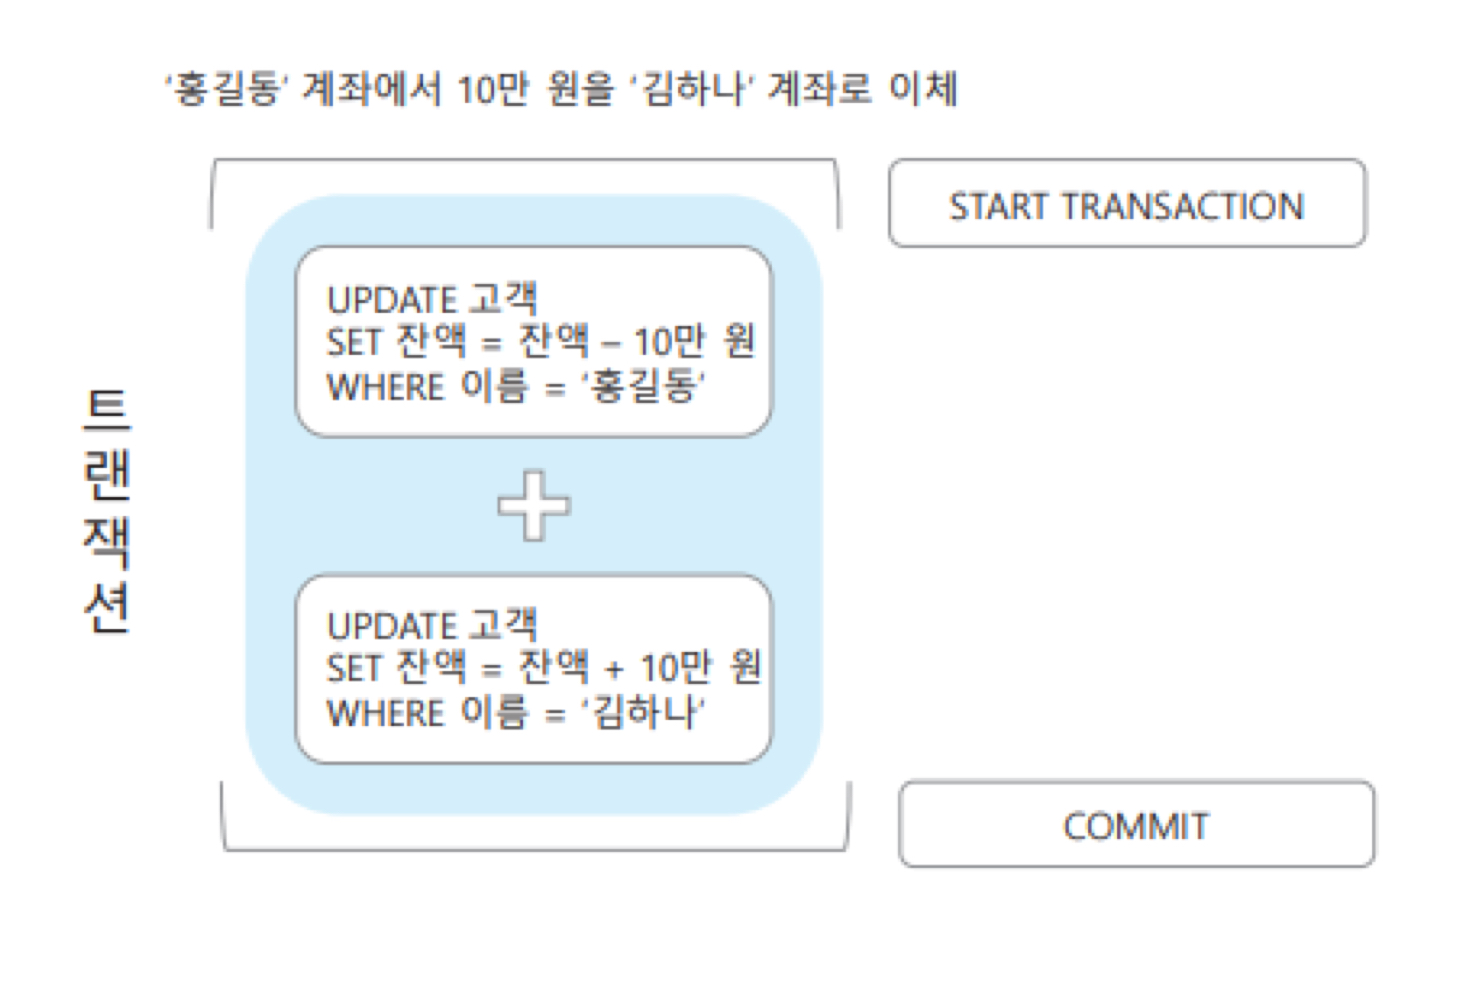 ‘홍길동’ 계좌에서 10만 원을 ‘김하나’ 계좌로 이체
START TRANSACTION
트랜잭션
UPDATE 고객
SET 잔액 = 잔액 – 10만 원
WHERE 이름 = ‘홍길동’
UPDATE 고객
SET 잔액 = 잔액 + 10만 원
WHERE 이름 = ‘김하나’
COMMIT